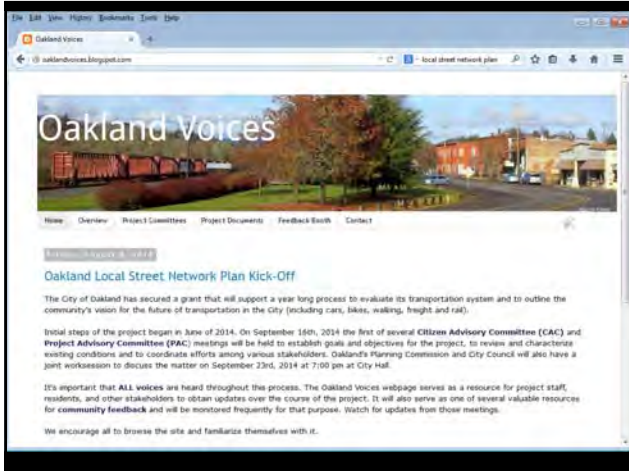 File Edit View History Bookmarks Tools Help
Oakland Voices
oaklandvoices.blogspot.com
local street network plan
Oakland Voices
Home Overview Project Committees Project Documents Feedback Booth Contact
Oakland Local Street Network Plan Kick-Off
The City of Oakland has secured a grant that will support a year long process to evaluate its transportation system and to outline the
community's vision for the future of transportation in the City (including cars, bikes, walking, freight and rail).
Initial steps of the project began in June of 2014. On September 16th, 2014 the first of several Citizen Advisory Committee (CAC) and
Project Advisory Committee (PAC) meetings will be held to establish goals and objectives for the project, to review and characterize
existing conditions and to coordinate efforts among various stakeholders. Oakland's Planning Commission and City Council will also have a
joint worksession to discuss the matter on September 23rd, 2014 at 7:00 pm at City Hall.
It's important that ALL voices are heard throughout this process. The Oakland Voices webpage serves as a resource for project staff,
residents, and other stakeholders to obtain updates over the course of the project. It will also serve as one of several valuable resources
for community feedback and will be monitored frequently for that purpose. Watch for updates from those meetings.
We encourage all to browse the site and familiarize themselves with it.